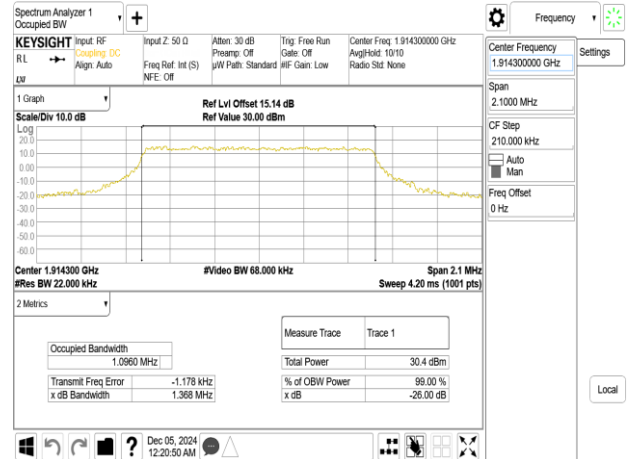 Spectrum Analyzer 1
Occupied BW
Frequency
Settings
KEYSIGHT
RL
LXI
Input: RF
Coupling: DC
Align: Auto
Input Z: 50 Ω
Freq Ref: Int (S)
NFE: Off
Atten: 30 dB
Preamp: Off
µW Path: Standard
Trig: Free Run
Gate: Off
#IF Gain: Low
Center Freq: 1.914300000 GHz
Avg|Hold: 10/10
Radio Std: None
Center Frequency
1.914300000 GHz
Span
2.1000 MHz
CF Step
210.000 kHz
Auto
Man
Freq Offset
0 Hz
Local
1 Graph
Scale/Div 10.0 dB
Ref Lvl Offset 15.14 dB
Ref Value 30.00 dBm
Log
20.0
10.0
0.00
-10.0
-20.0
-30.0
-40.0
-50.0
-60.0
Center 1.914300 GHz
#Res BW 22.000 kHz
#Video BW 68.000 kHz
Span 2.1 MHz
Sweep 4.20 ms (1001 pts)
2 Metrics
Measure Trace Trace 1
Occupied Bandwidth
1.0960 MHz
Total Power 30.4 dBm
Transmit Freq Error -1.178 kHz
% of OBW Power 99.00 %
x dB Bandwidth 1.368 MHz
x dB -26.00 dB
?
Dec 05, 2024
12:20:50 AM